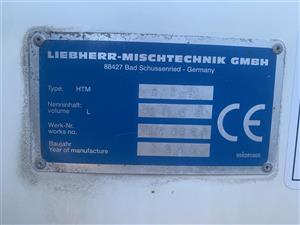 LIEBHERR-MISCHTECHNIK GMBH
88427 Bad Schussenried - Germany
Type: HTM
Nenninhalt:
volume L
Werk-Nr.
works no.
Baujahr
Year of manufacture
CE